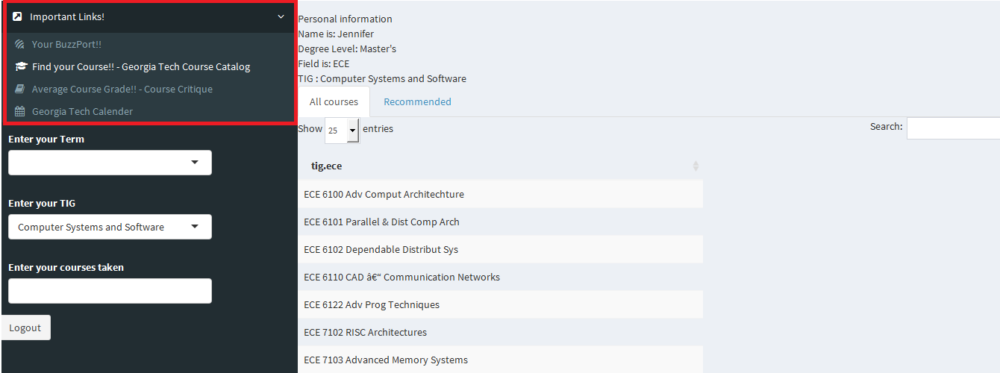 Important Links!
Your BuzzPort!!
Find your Course!! - Georgia Tech Course Catalog
Average Course Grade!! - Course Critique
Georgia Tech Calender
Enter your Term
Enter your TIG
Computer Systems and Software
Enter your courses taken
Logout
Personal information
Name is: Jennifer
Degree Level: Master's
Field is: ECE
TIG : Computer Systems and Software
All courses Recommended
Show 25 entries Search:
tig.ece
ECE 6100 Adv Comput Architechture
ECE 6101 Parallel & Dist Comp Arch
ECE 6102 Dependable Distribut Sys
ECE 6110 CAD â€“ Communication Networks
ECE 6122 Adv Prog Techniques
ECE 7102 RISC Architectures
ECE 7103 Advanced Memory Systems